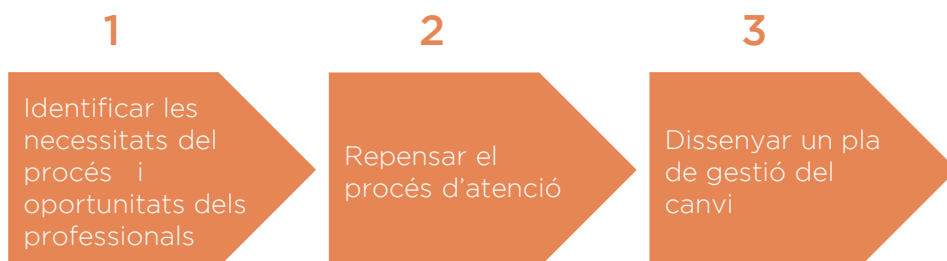 1
Identificar les
necessitats del
procés i
oportunitats dels
professionals
2
Repensar el
procés d'atenció
3
Dissenyar un pla
de gestió del
canvi